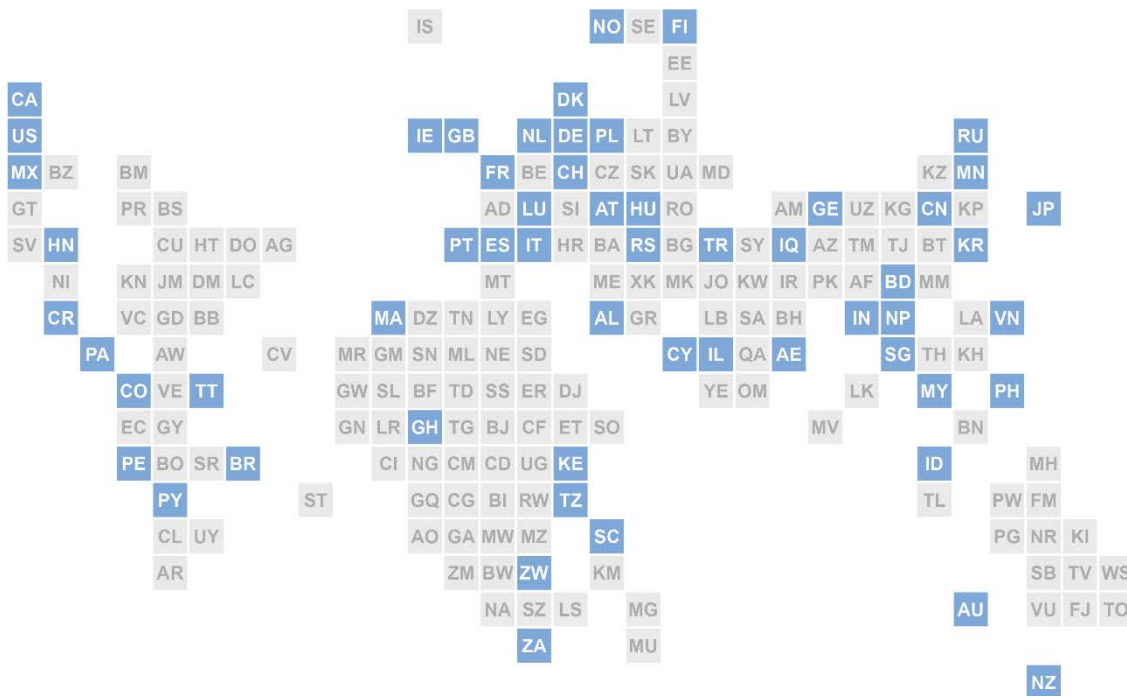 IS NO SE FI
EE
CA DK LV
US IE GB NL DE PL LT BY RU
MX BZ BM FR BE CH CZ SK UA MD KZ MN
GT PR BS AD LU SI AT HU RO AM GE UZ KG CN KP JP
SV HN CU HT DO AG PT ES IT HR BA RS BG TR SY IQ AZ TM TJ BT KR
NI KN JM DM LC MT ME XK MK JO KW IR PK AF BD MM
CR VC GD BB MA DZ TN LY EG AL GR LB SA BH IN NP LA VN
PA AW CV MR GM SN ML NE SD CY IL QA AE SG TH KH
CO VE TT GW SL BF TD SS ER DJ YE OM LK MY PH
EC GY GN LR GH TG BJ CF ET SO MV BN
PE BO SR BR CI NG CM CD UG KE ID MH
PY ST GQ CG BI RW TZ TL PW FM
CL UY AO GA MW MZ SC PG NR KI
AR ZM BW ZW KM SB TV WS
NA SZ LS MG AU VU FJ TO
ZA MU
NZ